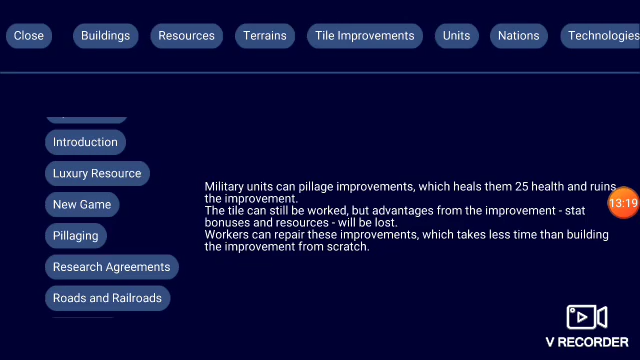 Close Buildings Resources Terrains Tile Improvements Units Nations Technologies
Introduction
Luxury Resource
New Game
Pillaging
Research Agreements
Roads and Railroads
Military units can pillage improvements, which heals them 25 health and ruins
the improvement.
The tile can still be worked, but advantages from the improvement - stat
bonuses and resources - will be lost.
Workers can repair these improvements, which takes less time than building
the improvement from scratch.
13:19
V RECORDER